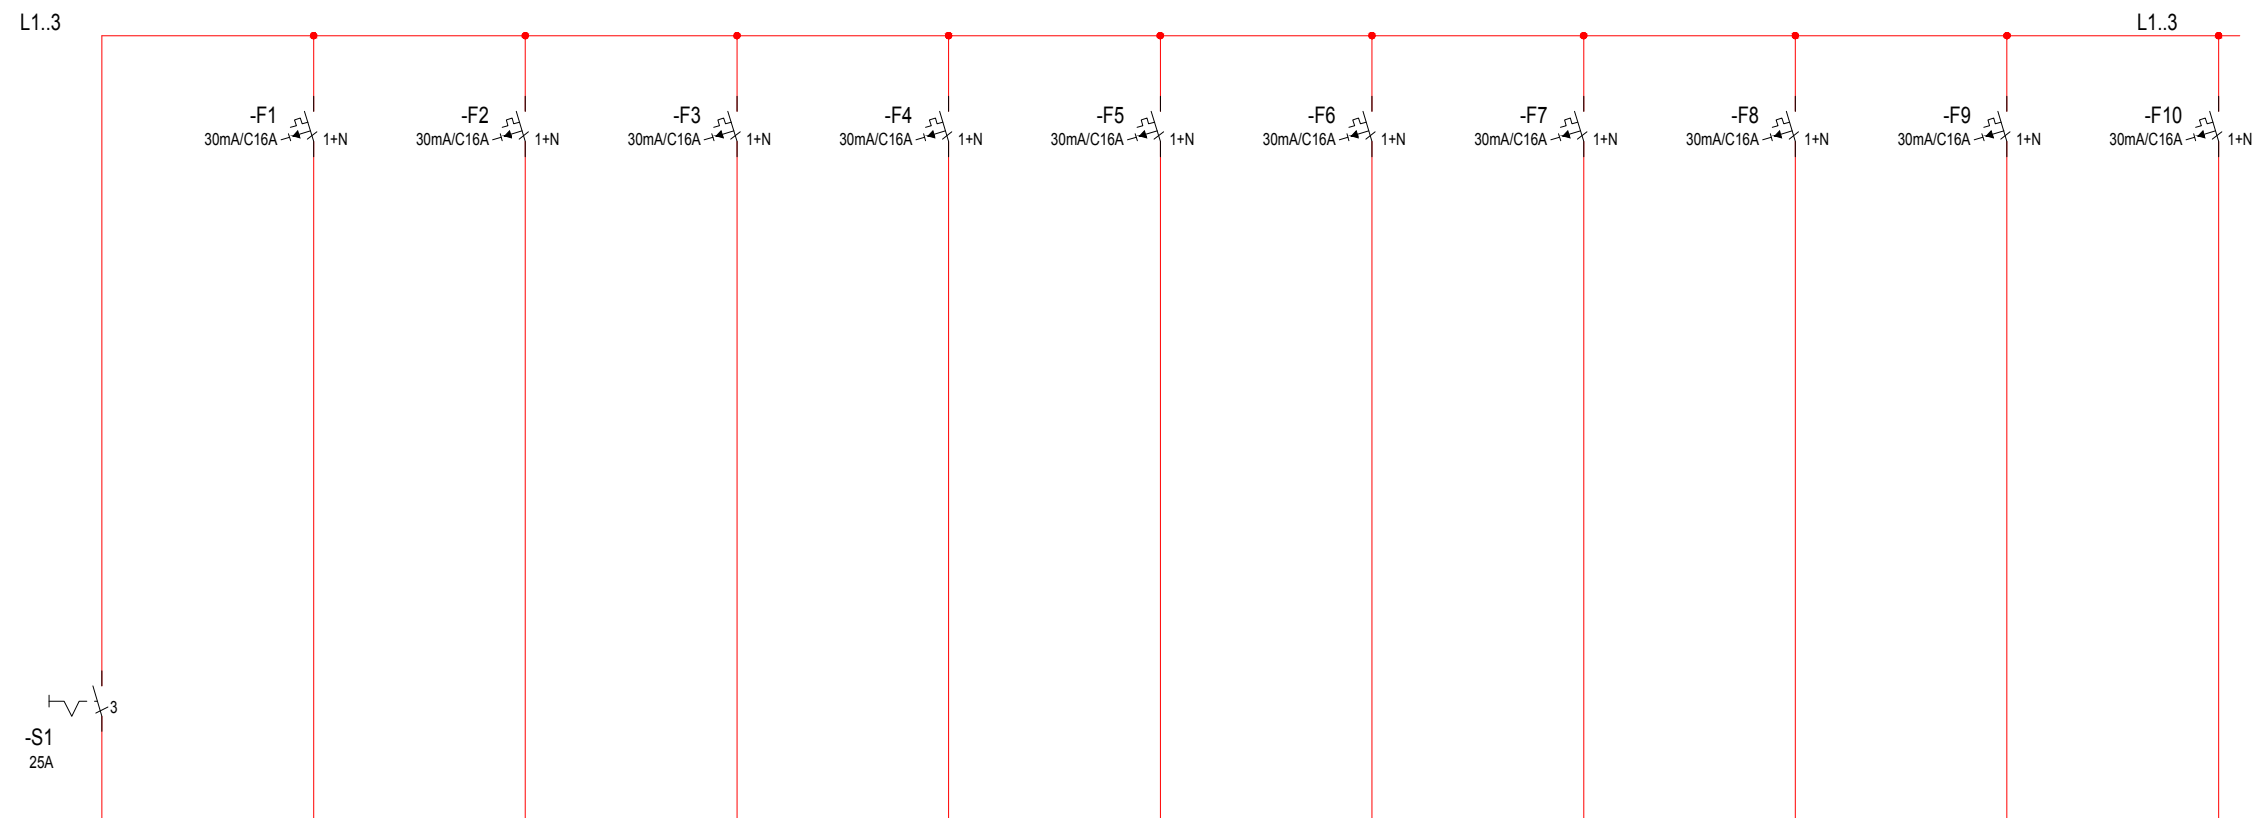 L1..3
L1..3
-F1
30mA/C16A
1+N
-F2
30mA/C16A
1+N
-F3
30mA/C16A
1+N
-F4
30mA/C16A
1+N
-F5
30mA/C16A
1+N
-F6
30mA/C16A
1+N
-F7
30mA/C16A
1+N
-F8
30mA/C16A
1+N
-F9
30mA/C16A
1+N
-F10
30mA/C16A
1+N
3
-S1
25A